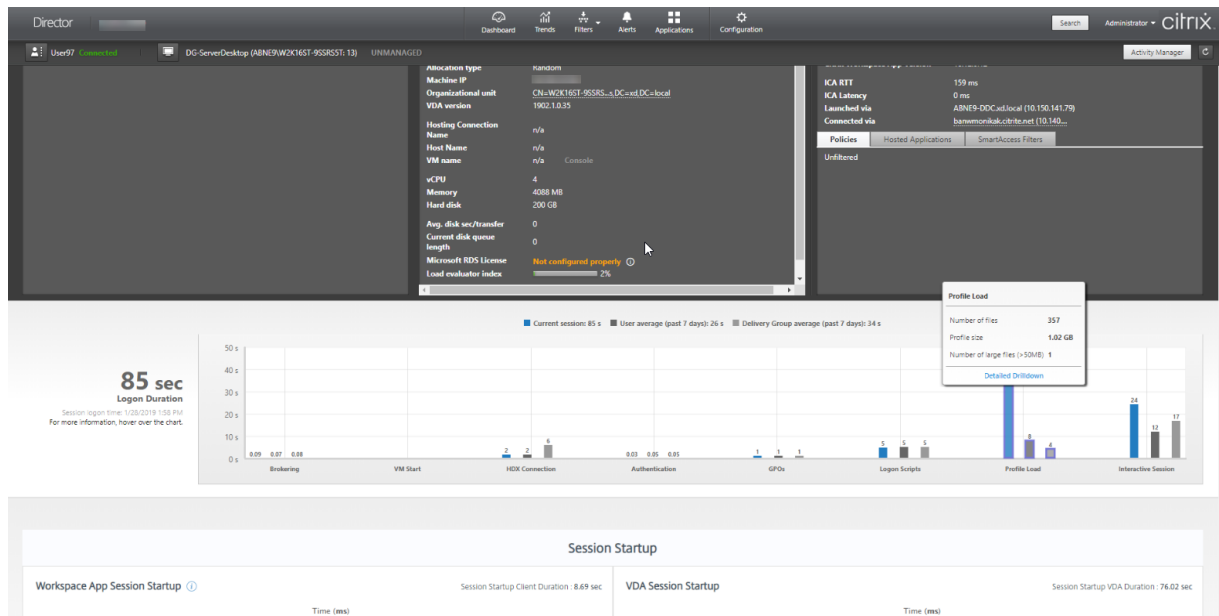 Director
Dashboard
Trends
Filters
Alerts
Applications
Configuration
Search
Administrator
CİTRIX
User97 Connected
DG-ServerDesktop (A8NE9\W2K16ST-9SSRS5T: 13) UNMANAGED
Activity Manager
Allocation type Random
Machine IP
Organizational unit CN=W2K16ST-9SSRS...s,DC=xd,DC=local
VDA version 1902.1.0.35
Hosting Connection
Name n/a
Host Name n/a
VM name n/a Console
vCPU 4
Memory 4088 MB
Hard disk 200 GB
Avg. disk sec/transfer 0
Current disk queue
length 0
Microsoft RDS License Not configured properly
Load evaluator index 2%
ICA RTT 159 ms
ICA Latency 0 ms
Launched via A8NE9-DDC.xd.local (10.150.141.79)
Connected via banwmonikak.citrite.net (10.140...
Policies Hosted Applications SmartAccess Filters
Unfiltered
Profile Load
Number of files 357
Profile size 1.02 GB
Number of large files (>50MB) 1
Detailed Drilldown
Current session: 85 s User average (past 7 days): 26 s Delivery Group average (past 7 days): 34 s
85 sec
Logon Duration
Session logon time: 1/28/2019 1:58 PM
For more information, hover over the chart.
50 s
40 s
30 s
20 s
10 s
0 s
0.09 0.07 0.08
2 2 6
0.03 0.05 0.05
1 1 1
5 5 5
8 4
24 12 17
Brokering VM Start HDX Connection Authentication GPOs Logon Scripts Profile Load Interactive Session
Session Startup
Workspace App Session Startup
Session Startup Client Duration : 8.69 sec
Time (ms)
VDA Session Startup
Session Startup VDA Duration : 76.02 sec
Time (ms)